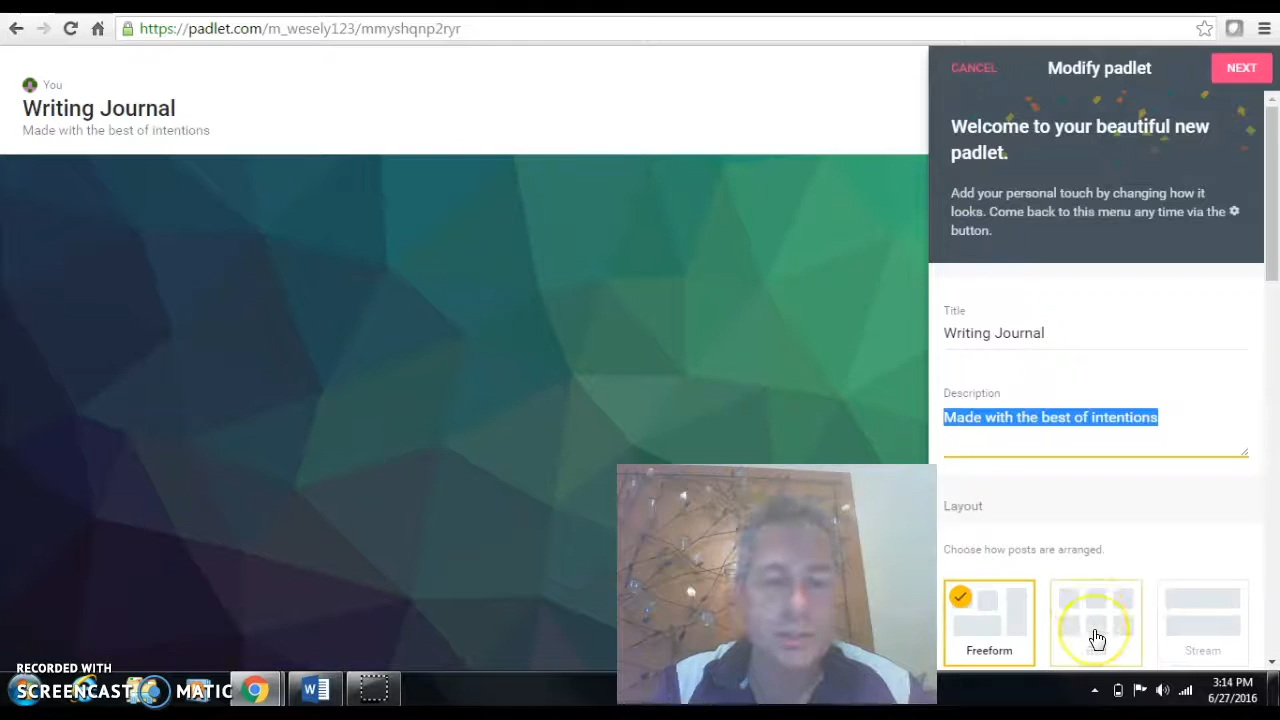 https://padlet.com/m_wesely123/mmyshqnp2ryr
You
Writing Journal
Made with the best of intentions
CANCEL
Modify padlet
NEXT
Welcome to your beautiful new
padlet.
Add your personal touch by changing how it
looks. Come back to this menu any time via the
button.
Title
Writing Journal
Description
Made with the best of intentions
Layout
Choose how posts are arranged.
Freeform
Stream
RECORDED WITH
SCREENCAST MATIC
3:14 PM
6/27/2016